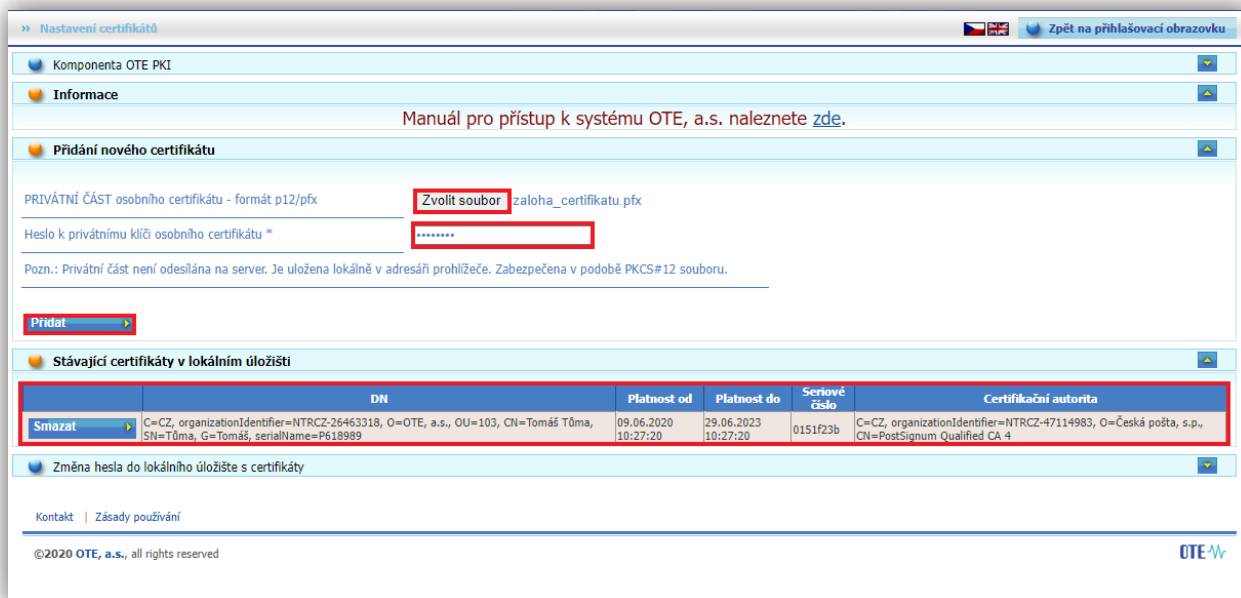 » Nastavení certifikátů
Zpět na přihlašovací obrazovku
Komponenta OTE PKI
Informace
Manuál pro přístup k systému OTE, a.s. naleznete zde.
Přidání nového certifikátu
PRIVÁTNÍ ČÁST osobního certifikátu - formát p12/pfx
Zvolit soubor zaloha_certifikatu.pfx
Heslo k privátnímu klíči osobního certifikátu *
••••••••
Pozn.: Privátní část není odesílána na server. Je uložena lokálně v adresáři prohlížeče. Zabezpečena v podobě PKCS#12 souboru.
Přidat
Stávající certifikáty v lokálním úložišti
DN Platnost od Platnost do Seriové číslo Certifikační autorita
Smazat
C=CZ, organizationIdentifier=NTRCZ-26463318, O=OTE, a.s., OU=103, CN=Tomáš Tůma,
SN=Tůma, G=Tomáš, serialName=P618989
09.06.2020
10:27:20
29.06.2023
10:27:20
0151f23b
C=CZ, organizationIdentifier=NTRCZ-47114983, O=Česká pošta, s.p.,
CN=PostSignum Qualified CA 4
Změna hesla do lokálního úložište s certifikáty
Kontakt | Zásady používání
©2020 OTE, a.s., all rights reserved
OTE